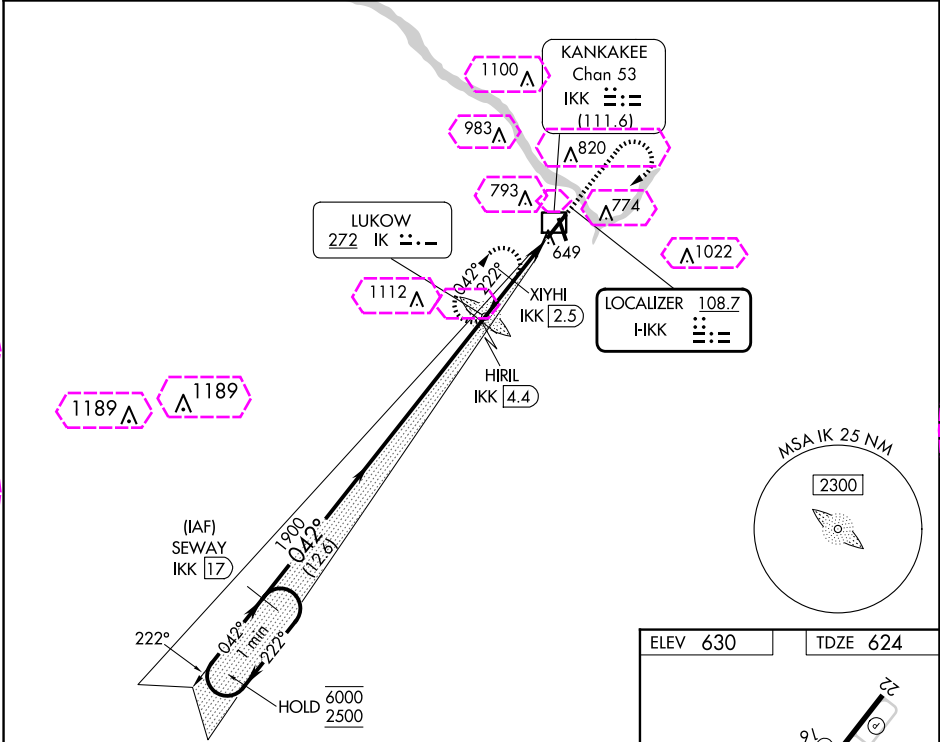 1100
KANKAKEE
Chan 53
IKK
(111.6)
983
820
793
774
LUKOW
272 IK
649
1022
042°
222°
1112
XIYHI
IKK 2.5
LOCALIZER 108.7
I-IKK
HIRIL
IKK 4.4
1189
1189
MSA IK 25 NM
2300
(IAF)
SEWAY
IKK 17
1900
042°
(12.6)
222°
042°
1 min
222°
HOLD 6000
2500
ELEV 630
TDZE 624
22
P